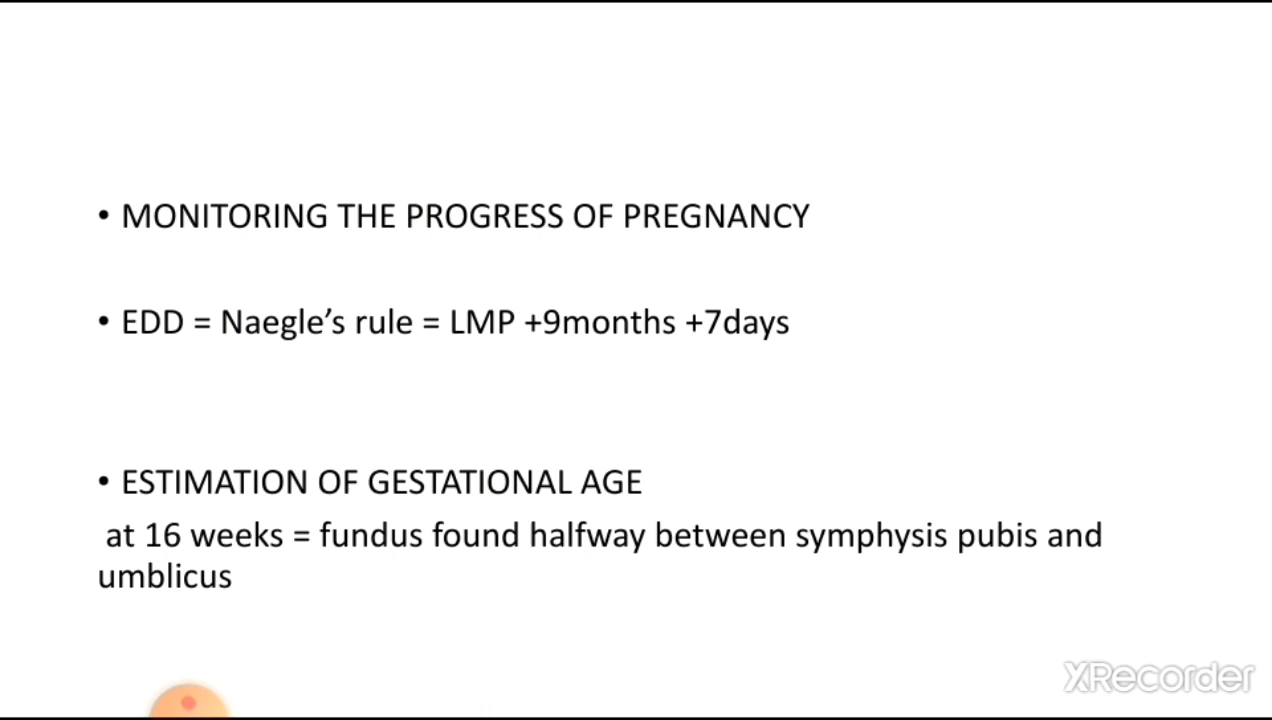 • MONITORING THE PROGRESS OF PREGNANCY
• EDD = Naegle’s rule = LMP +9months +7days
• ESTIMATION OF GESTATIONAL AGE
at 16 weeks = fundus found halfway between symphysis pubis and
umblicus
XRecorder